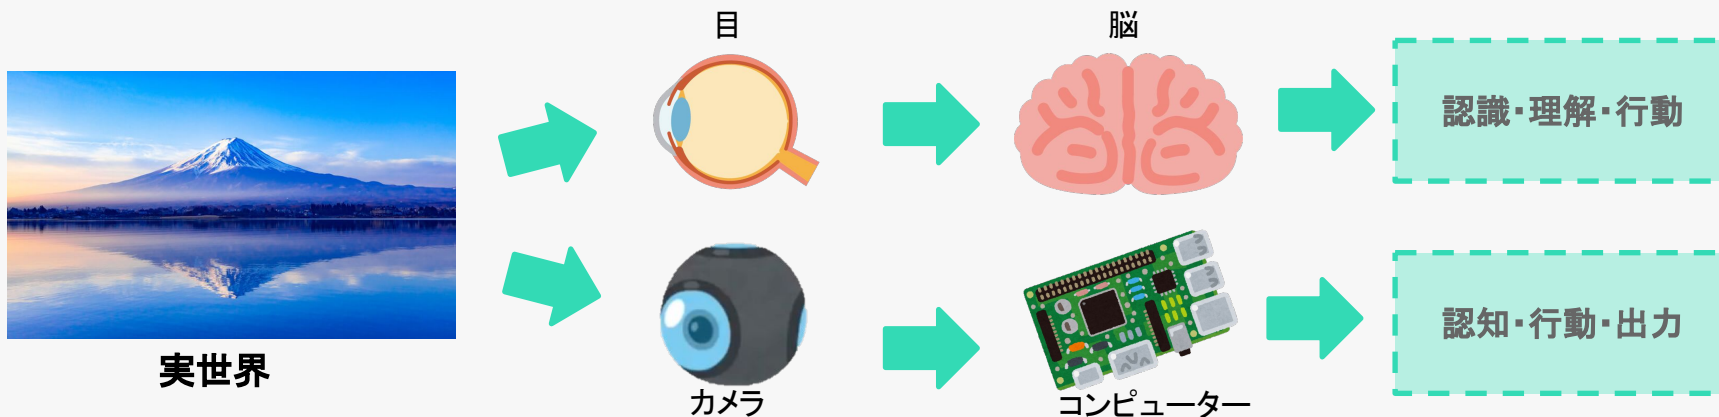 目
脳
認識・理解・行動
実世界
カメラ
コンピューター
認知・行動・出力